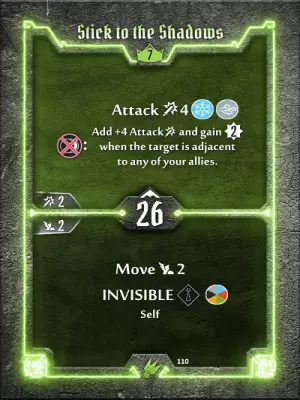 Stick to the Shadows
7
Attack 4
Add +4 Attack and gain 2
: when the target is adjacent
to any of your allies.
2
26
2
Move 2
INVISIBLE
Self
110